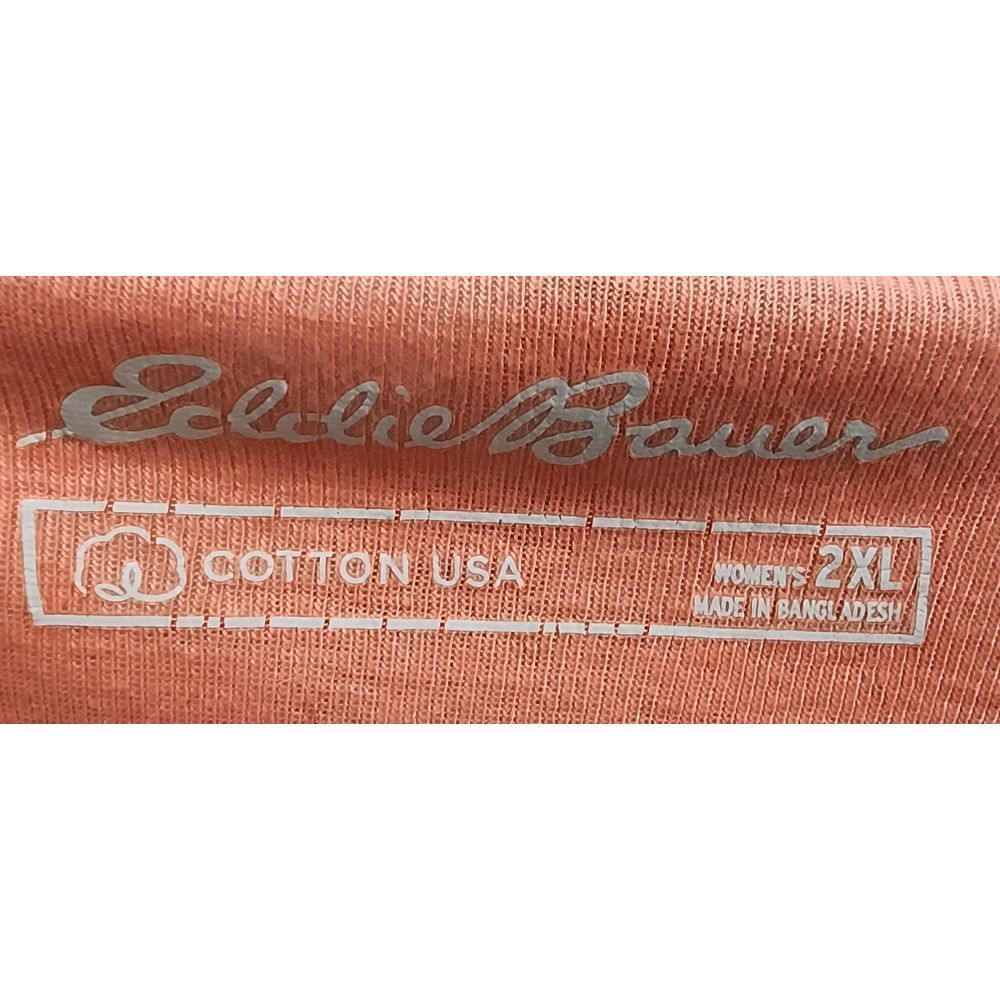 Eddie Bauer
COTTON USA
WOMEN'S 2XL
MADE IN BANGLADESH